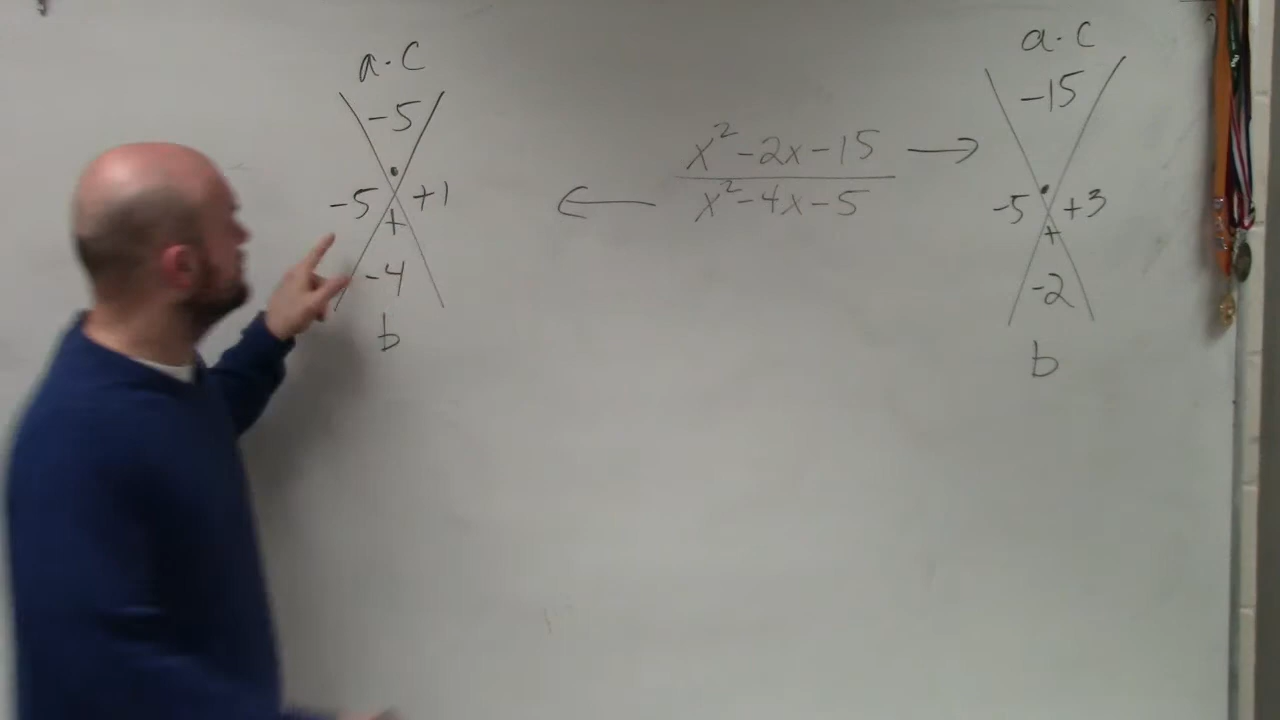 a · c
-5
·
-5 +1
+
-4
b
x² - 2x - 15 →
← x² - 4x - 5
a · c
-15
·
-5 +3
+
-2
b